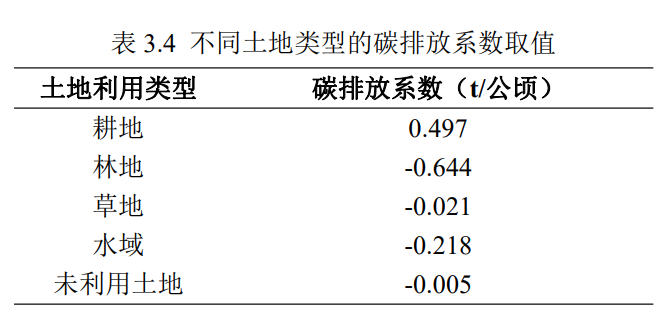 表 3.4 不同土地类型的碳排放系数取值
土地利用类型 碳排放系数（t/公顷）
耕地 0.497
林地 -0.644
草地 -0.021
水域 -0.218
未利用土地 -0.005